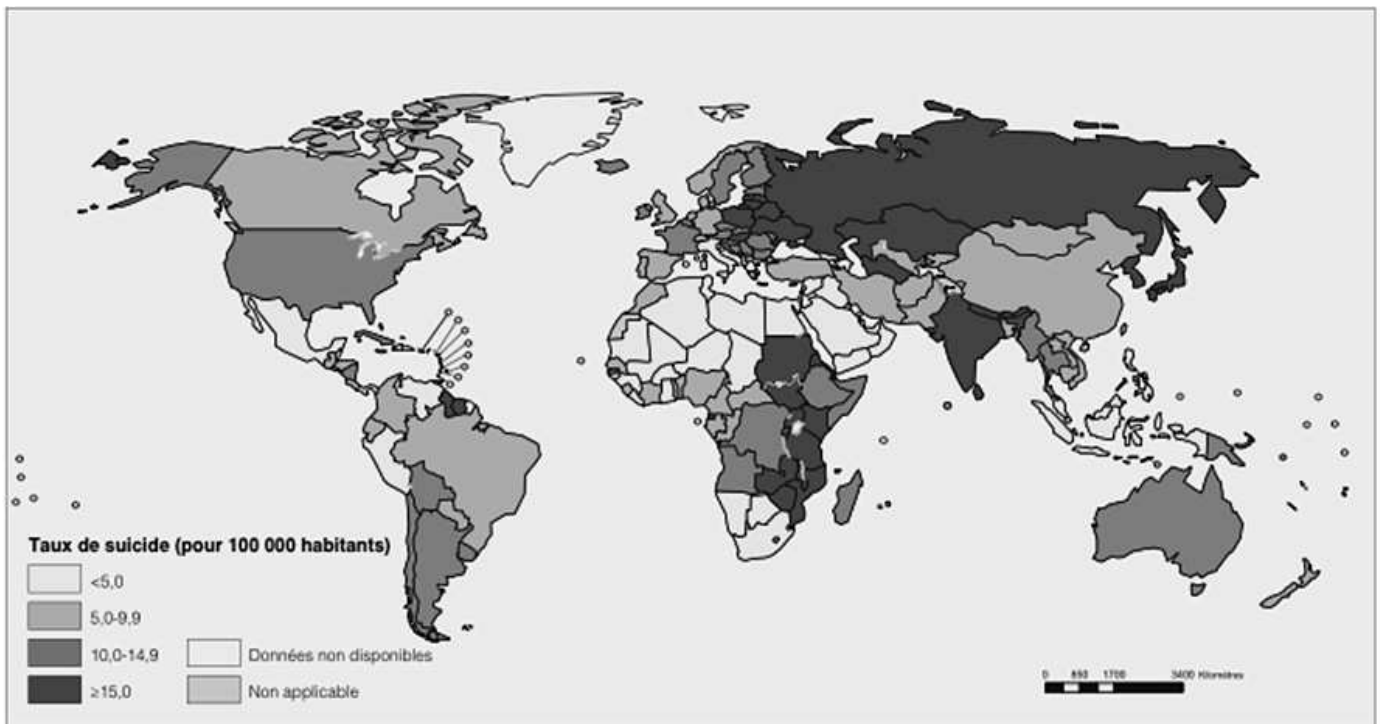 Taux de suicide (pour 100 000 habitants)
<5,0
5,0-9,9
10,0-14,9
≥15,0
Données non disponibles
Non applicable
0 850 1700 3400 Kilomètres